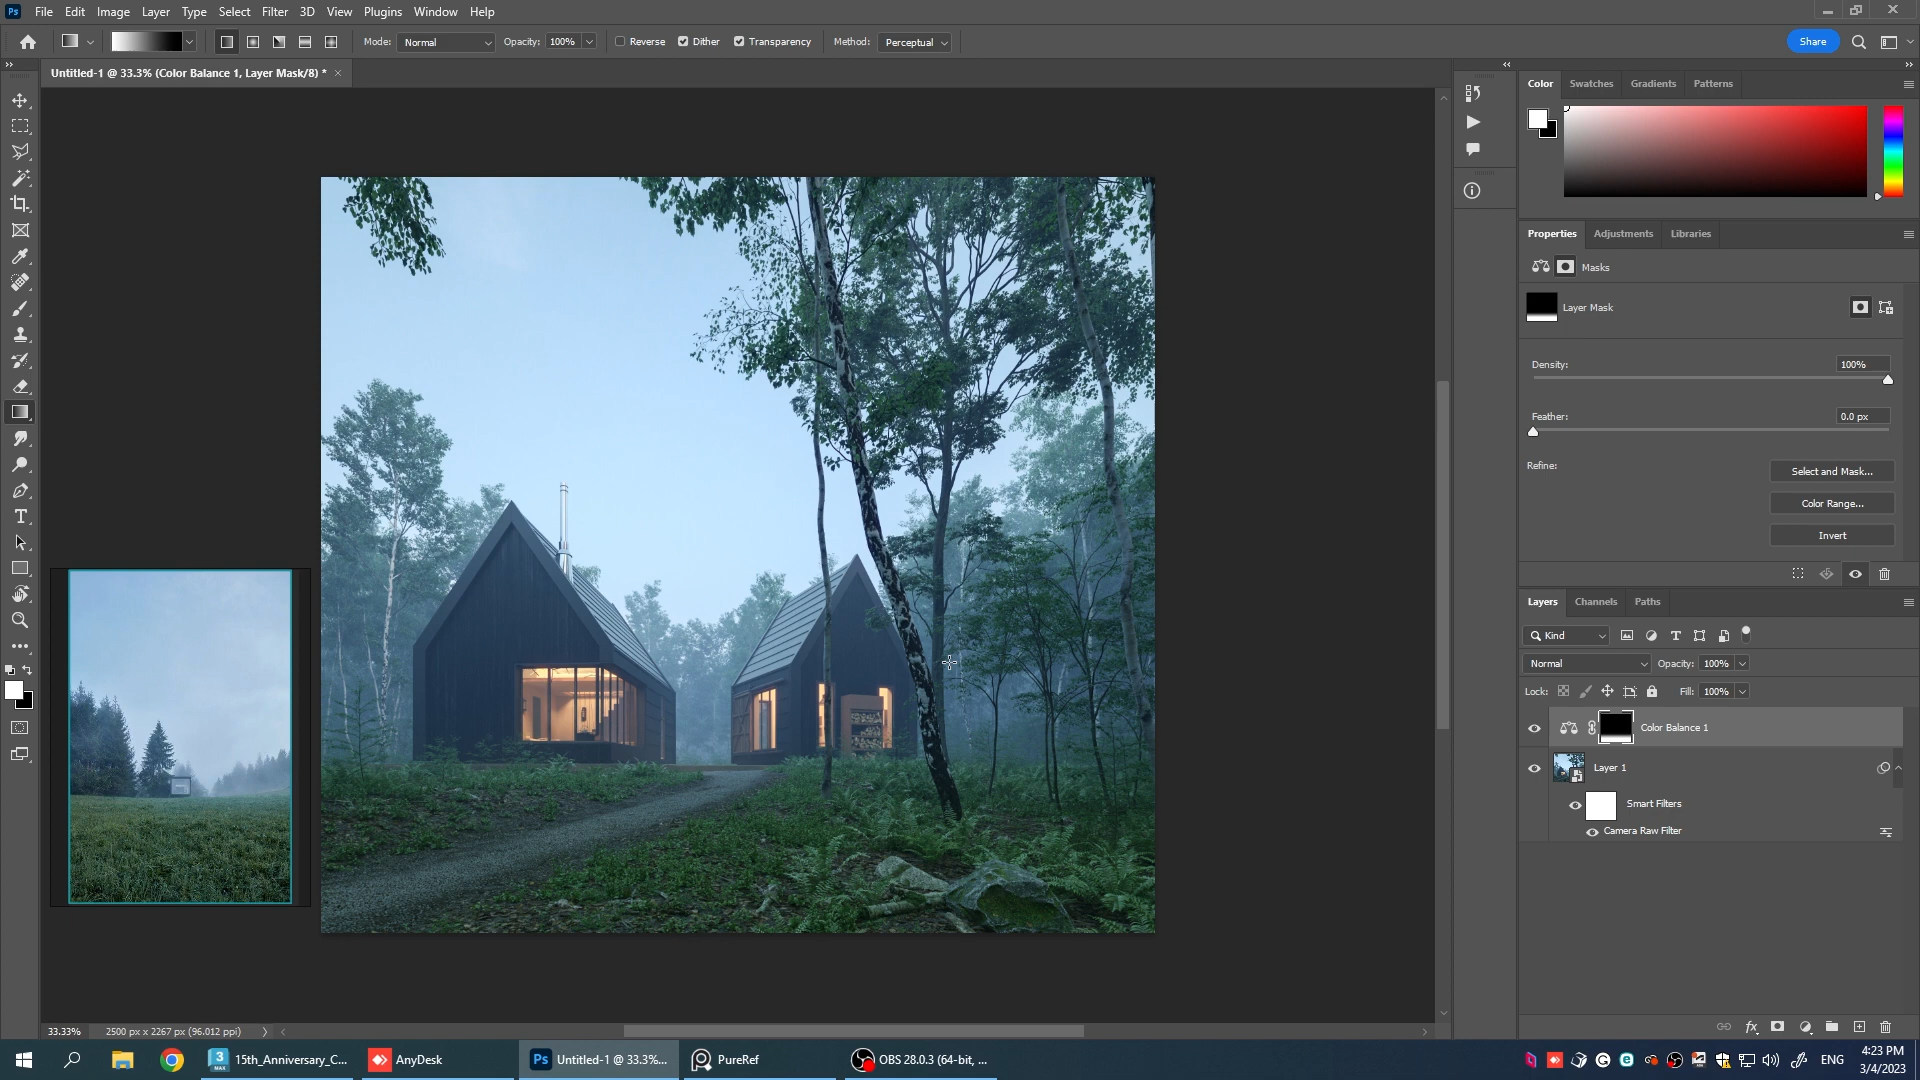 Ps File Edit Image Layer Type Select Filter 3D View Plugins Window Help
Mode: Normal Opacity: 100% Reverse Dither Transparency Method: Perceptual Share
Untitled-1 @ 33.3% (Color Balance 1, Layer Mask/8) * ×
Color Swatches Gradients Patterns
Properties Adjustments Libraries
Masks
Layer Mask
Density: 100%
Feather: 0.0 px
Refine: Select and Mask...
Color Range...
Invert
Layers Channels Paths
Kind
Normal Opacity: 100%
Lock: Fill: 100%
Color Balance 1
Layer 1
Smart Filters
Camera Raw Filter
33.33% 2500 px x 2267 px (96.012 ppi)
15th_Anniversary_C... AnyDesk Ps Untitled-1 @ 33.3%... PureRef OBS 28.0.3 (64-bit, ... ENG
4:23 PM
3/4/2023